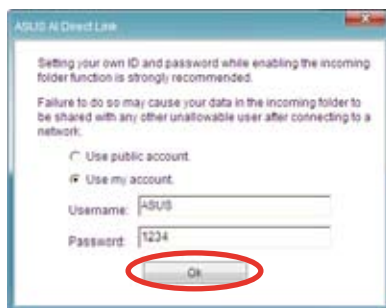 ASUS AI Direct Link
Setting your own ID and password while enabling the incoming
folder function is strongly recommended.
Failure to do so may cause your data in the incoming folder to
be shared with any other unallowable user after connecting to a
network.
Use public account.
Use my account.
Username: ASUS
Password: 1234
Ok